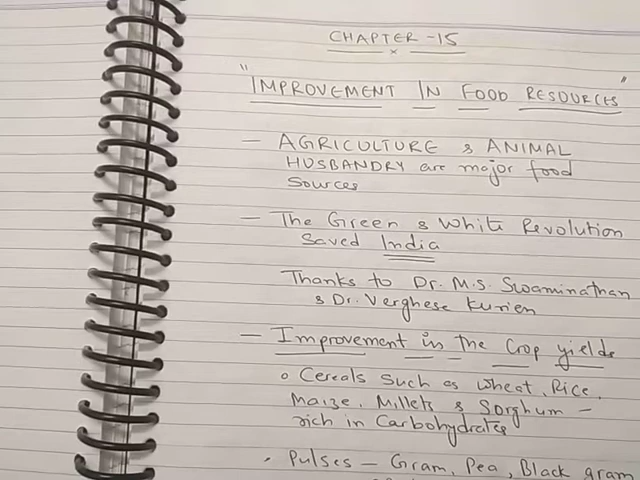 CHAPTER - 15
x
"IMPROVEMENT IN FOOD RESOURCES"
— AGRICULTURE & ANIMAL
HUSBANDRY are major food
Sources
— The Green & White Revolution
Saved India
Thanks to Dr. M.S. Swaminathan
& Dr. Verghese Kurien
— Improvement in the Crop yields
o Cereals Such as Wheat, Rice,
Maize, Millets & Sorghum —
rich in Carbohydrates
• Pulses — Gram, Pea, Black gram